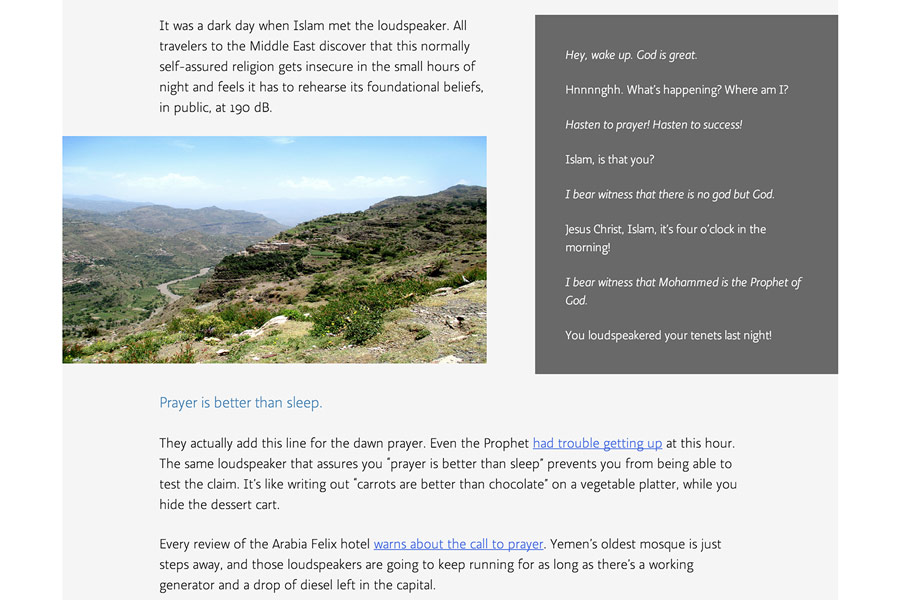 It was a dark day when Islam met the loudspeaker. All
travelers to the Middle East discover that this normally
self-assured religion gets insecure in the small hours of
night and feels it has to rehearse its foundational beliefs,
in public, at 190 dB.
Hey, wake up. God is great.
Hnnnnghh. What's happening? Where am I?
Hasten to prayer! Hasten to success!
Islam, is that you?
I bear witness that there is no god but God.
Jesus Christ, Islam, it's four o'clock in the
morning!
I bear witness that Mohammed is the Prophet of
God.
You loudspeakered your tenets last night!
Prayer is better than sleep.
They actually add this line for the dawn prayer. Even the Prophet had trouble getting up at this hour.
The same loudspeaker that assures you "prayer is better than sleep" prevents you from being able to
test the claim. It's like writing out "carrots are better than chocolate" on a vegetable platter, while you
hide the dessert cart.
Every review of the Arabia Felix hotel warns about the call to prayer. Yemen's oldest mosque is just
steps away, and those loudspeakers are going to keep running for as long as there's a working
generator and a drop of diesel left in the capital.